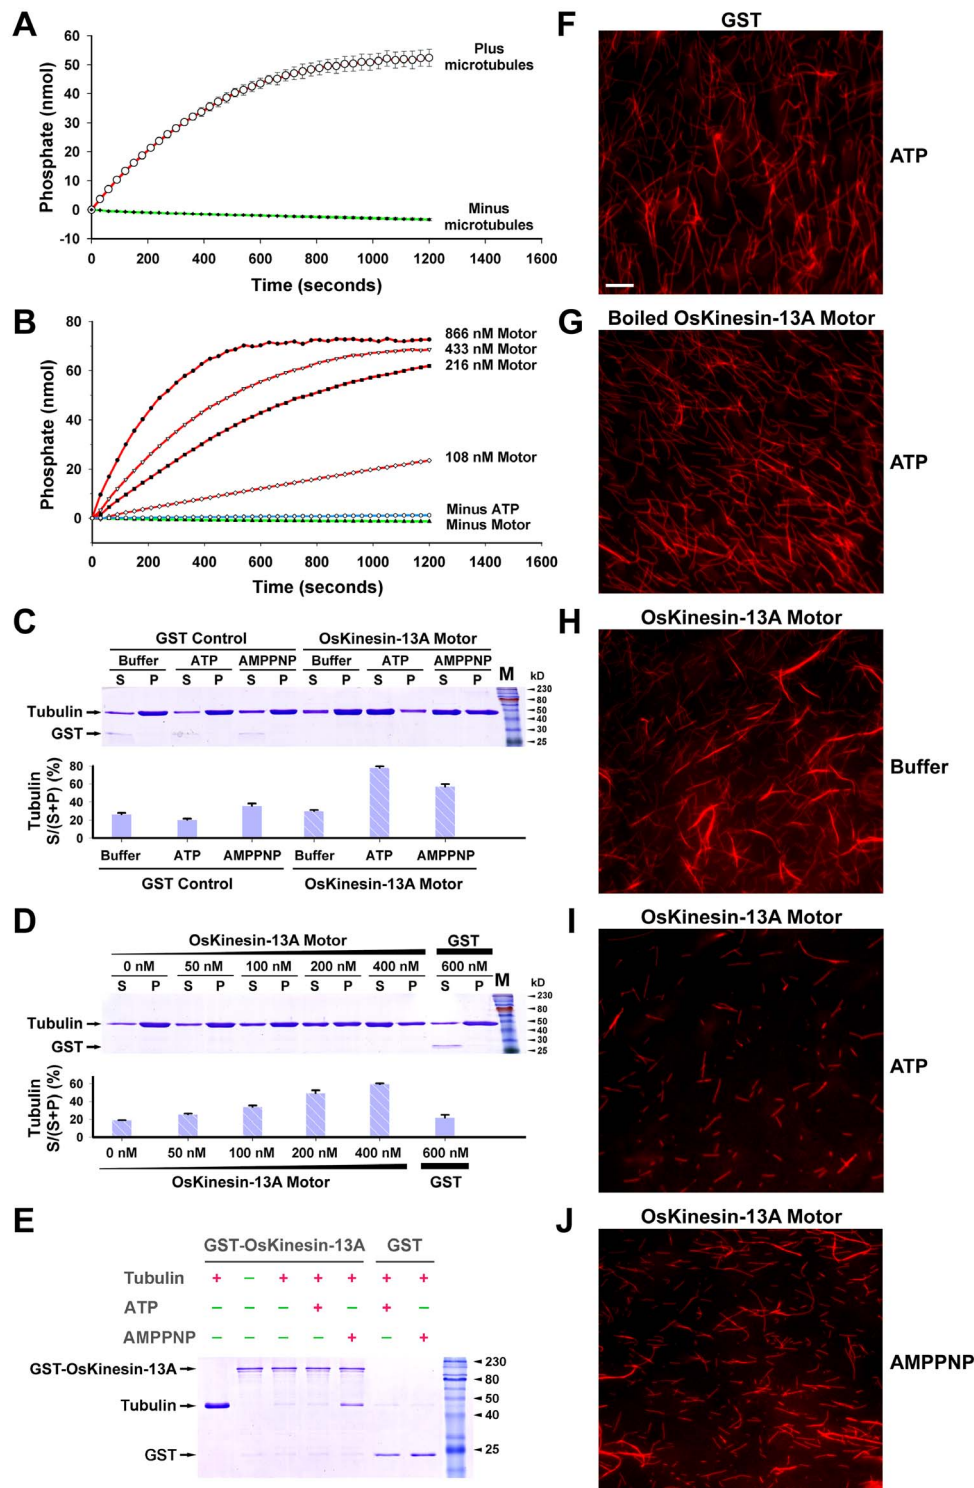 A
Phosphate (nmol)
60
50
40
30
20
10
0
-10
Plus
microtubules
Minus
microtubules
0 200 400 600 800 1000 1200 1400 1600
Time (seconds)
B
Phosphate (nmol)
80
60
40
20
0
866 nM Motor
433 nM Motor
216 nM Motor
108 nM Motor
Minus ATP
Minus Motor
0 200 400 600 800 1000 1200 1400 1600
Time (seconds)
C
GST Control OsKinesin-13A Motor
Buffer ATP AMPPNP Buffer ATP AMPPNP
S P S P S P S P S P S P M kD
230
80
50
40
30
25
Tubulin
GST
Tubulin
S/(S+P) (%)
80
60
40
20
0
Buffer ATP AMPPNP Buffer ATP AMPPNP
GST Control OsKinesin-13A Motor
D
OsKinesin-13A Motor GST
0 nM 50 nM 100 nM 200 nM 400 nM 600 nM
S P S P S P S P S P S P M kD
230
80
50
40
30
25
Tubulin
GST
Tubulin
S/(S+P) (%)
60
40
20
0
0 nM 50 nM 100 nM 200 nM 400 nM 600 nM
OsKinesin-13A Motor GST
E
GST-OsKinesin-13A GST
Tubulin + − + + + + +
ATP − − − + − + −
AMPPNP − − − − + − +
GST-OsKinesin-13A
Tubulin
GST
230
80
50
40
25
F
GST
ATP
G
Boiled OsKinesin-13A Motor
ATP
H
OsKinesin-13A Motor
Buffer
I
OsKinesin-13A Motor
ATP
J
OsKinesin-13A Motor
AMPPNP